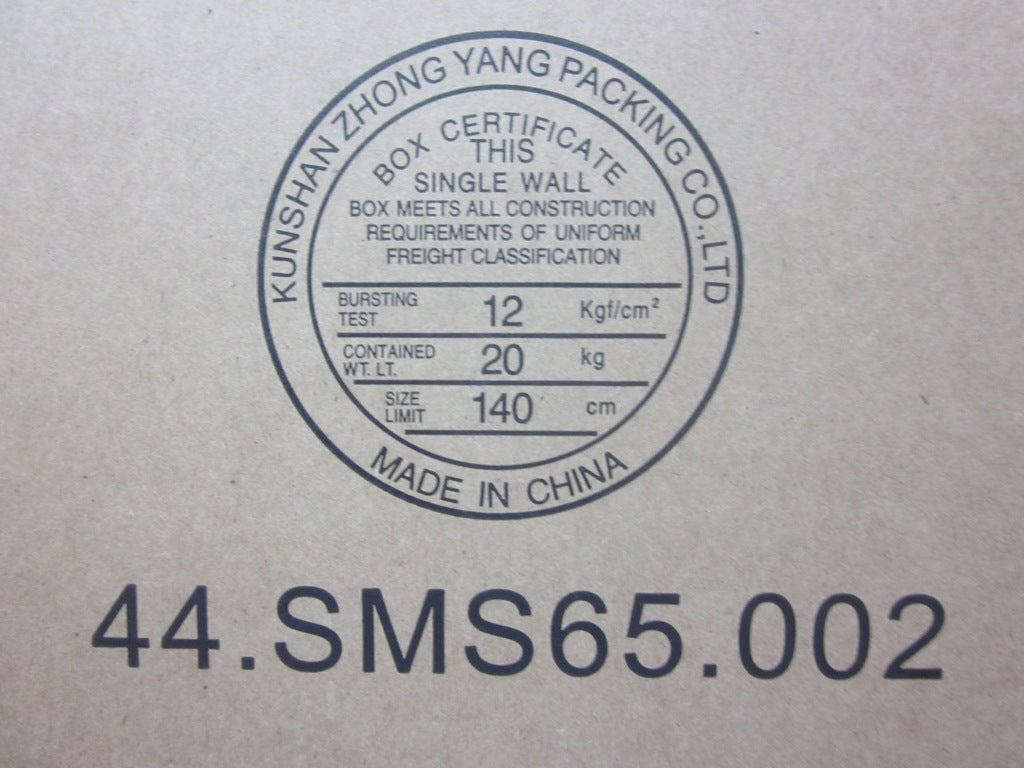 KUNSHAN ZHONG YANG PACKING CO.,LTD
BOX CERTIFICATE
THIS
SINGLE WALL
BOX MEETS ALL CONSTRUCTION
REQUIREMENTS OF UNIFORM
FREIGHT CLASSIFICATION
BURSTING TEST 12 Kgf/cm²
CONTAINED WT. LT. 20 kg
SIZE LIMIT 140 cm
MADE IN CHINA
44.SMS65.002